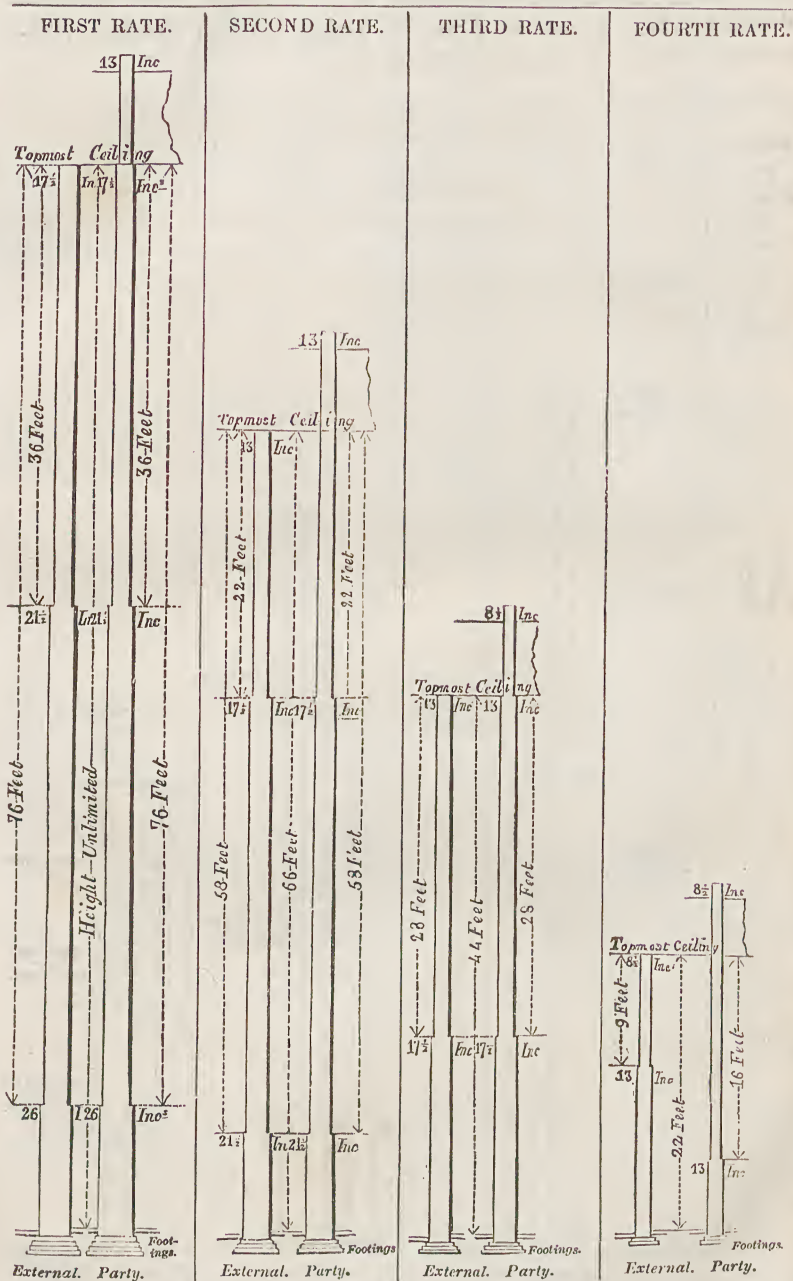 FIRST RATE.
SECOND RATE.
THIRD RATE.
FOURTH RATE.
13 Inc
Topmost Ceiling
17½ In 17½ Incs
36 Feet
36 Feet
21½ In 21½ Inc
76 Feet
Height Unlimited
76 Feet
26 I 26 Incs
Footings.
External. Party.
13 Inc
Topmost Ceiling
13 Inc
22 Feet
22 Feet
17½ Inc 17½ Inc
58 Feet
66 Feet
58 Feet
21½ In 21½ Inc
Footings
External. Party.
8½ Inc
Topmost Ceiling
13 Inc 13 Inc
28 Feet
44 Feet
28 Feet
17½ Inc 17½ Inc
Footings.
External. Party.
8½ Inc
Topmost Ceiling
8½ Inc
9 Feet
16 Feet
13 Inc
22 Feet
13 Inc
Footings.
External. Party.